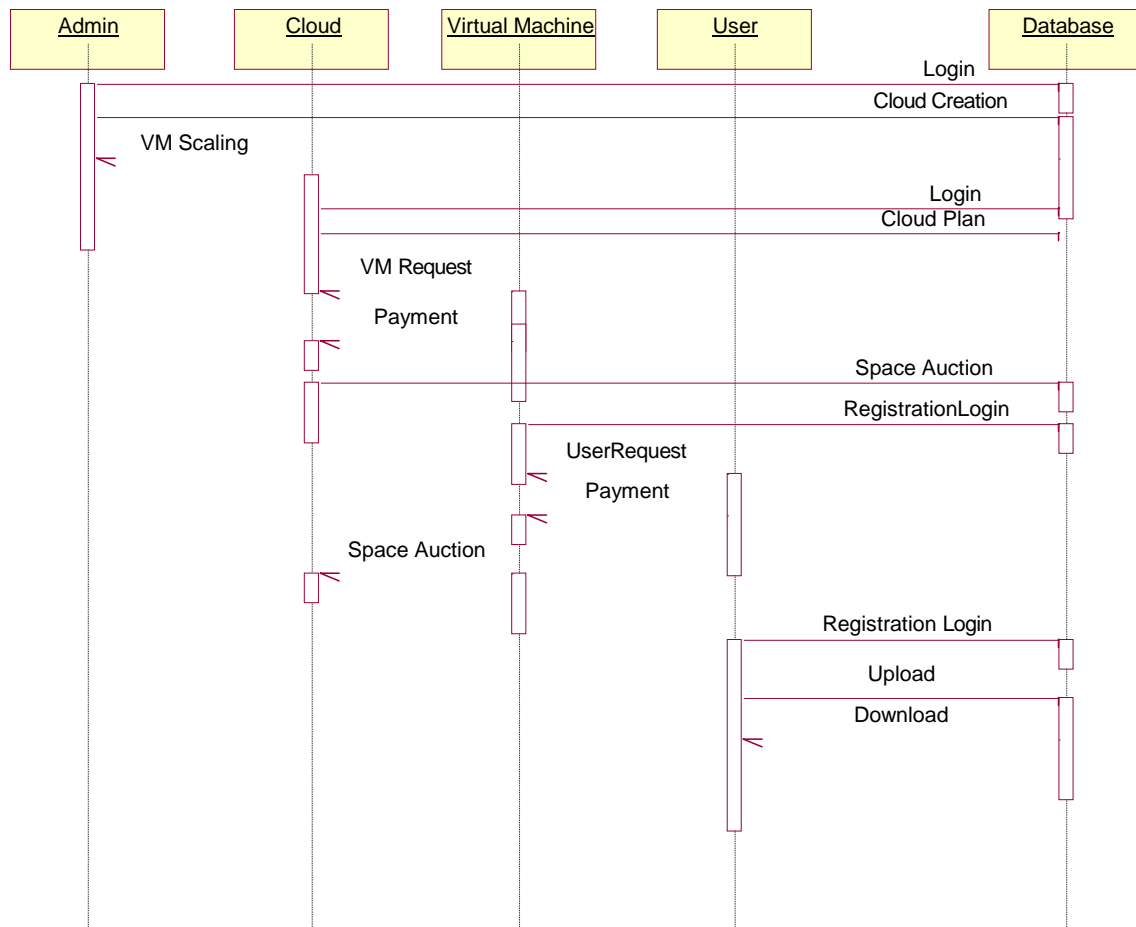 Admin
Cloud
Virtual Machine
User
Database
Login
Cloud Creation
VM Scaling
Login
Cloud Plan
VM Request
Payment
Space Auction
RegistrationLogin
UserRequest
Payment
Space Auction
Registration Login
Upload
Download